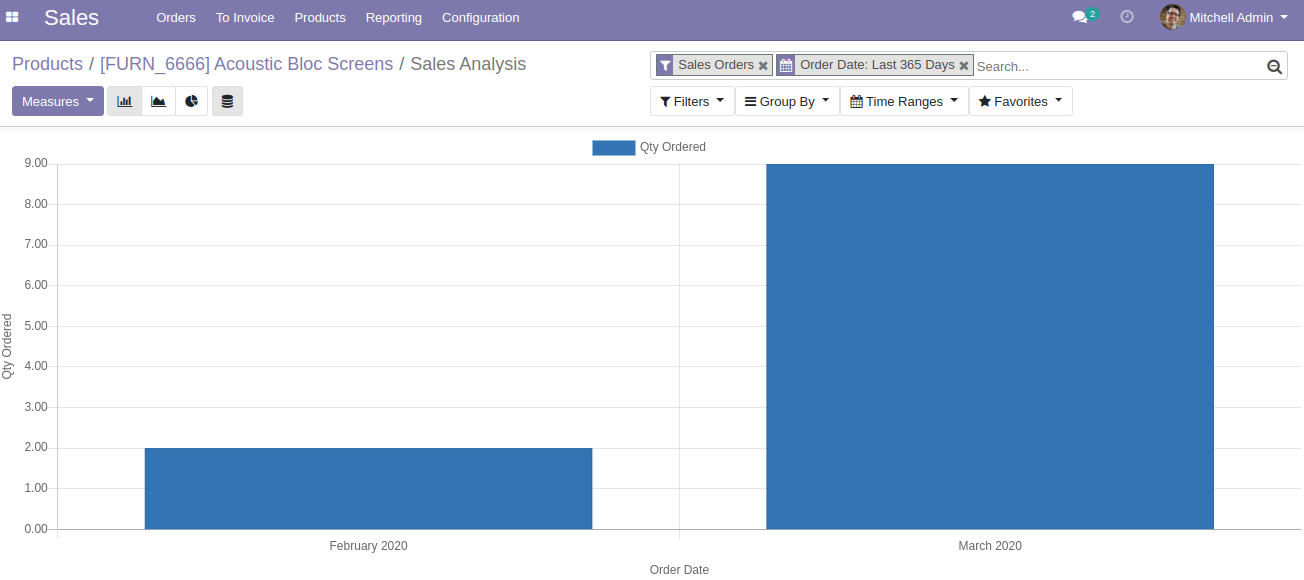 Sales Orders To Invoice Products Reporting Configuration 2 Mitchell Admin
Products / [FURN_6666] Acoustic Bloc Screens / Sales Analysis
Sales Orders Order Date: Last 365 Days Search...
Measures Filters Group By Time Ranges Favorites
Qty Ordered
9.00
8.00
7.00
6.00
5.00
4.00
3.00
2.00
1.00
0.00
Qty Ordered
February 2020 March 2020
Order Date